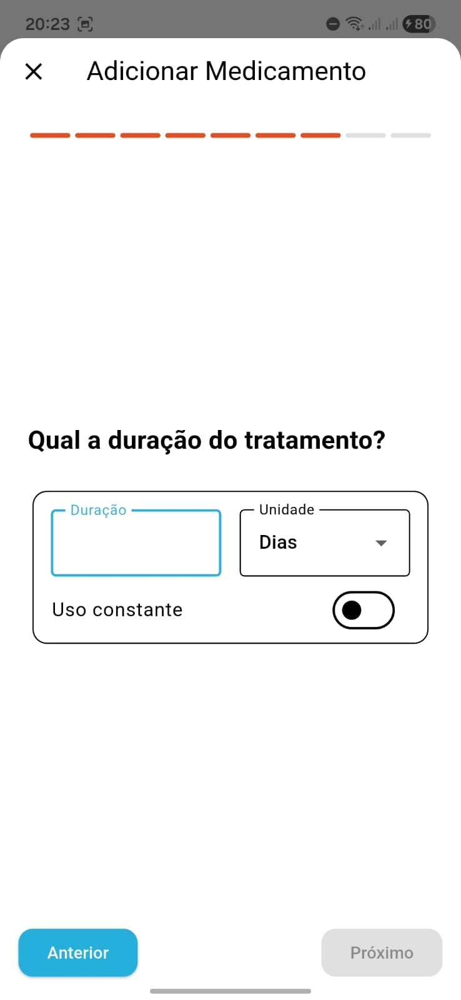 20:23
80
Adicionar Medicamento
Qual a duração do tratamento?
Duração
Unidade
Dias
Uso constante
Anterior
Próximo